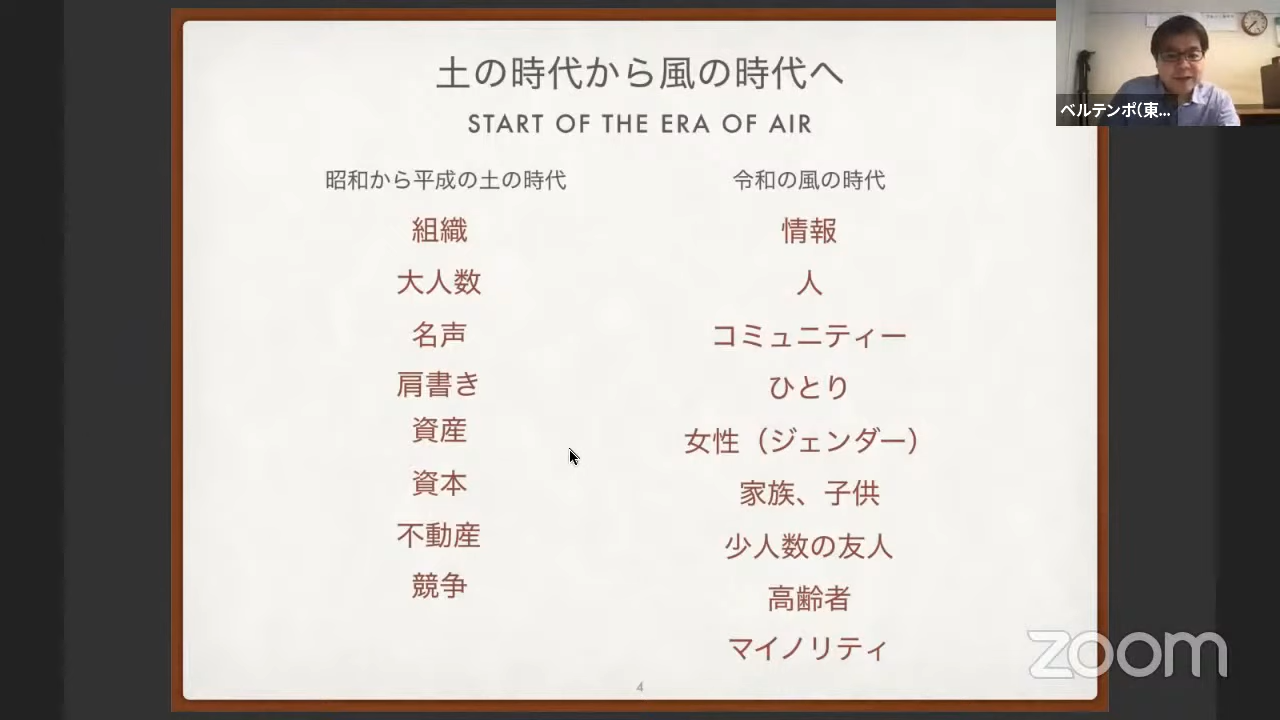 土の時代から風の時代へ
START OF THE ERA OF AIR
昭和から平成の土の時代
組織
大人数
名声
肩書き
資産
資本
不動産
競争
令和の風の時代
情報
人
コミュニティー
ひとり
女性（ジェンダー）
家族、子供
少人数の友人
高齢者
マイノリティ
4
ベルテンポ(東...
zoom